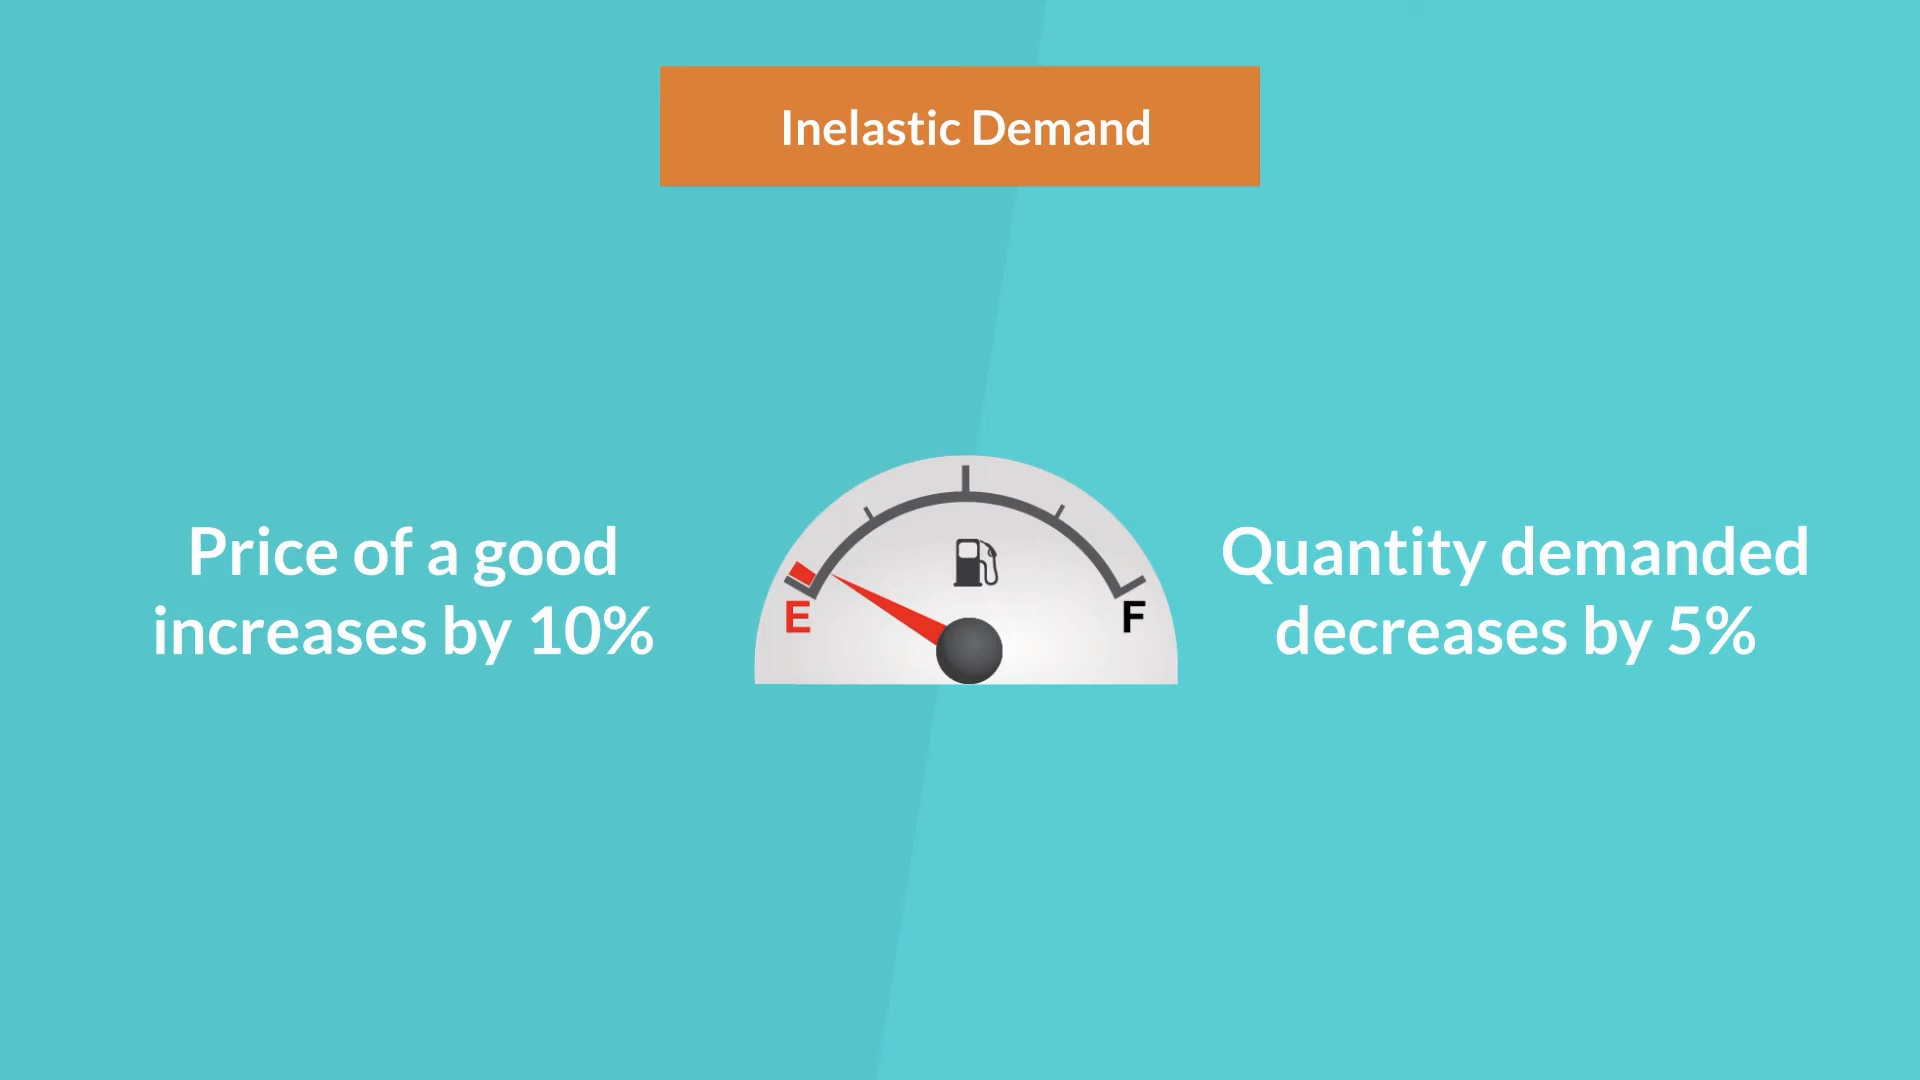 Inelastic Demand
Price of a good
increases by 10%
E
F
Quantity demanded
decreases by 5%